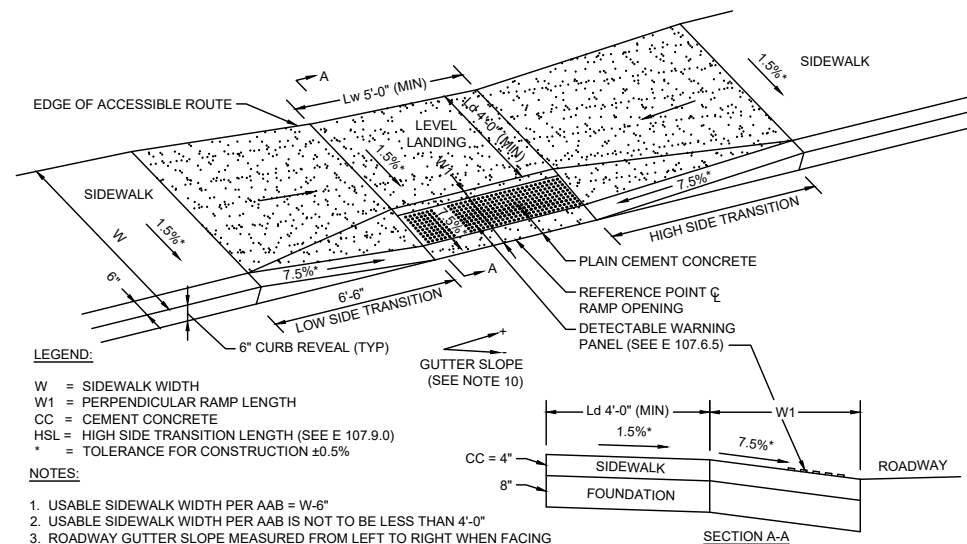 A
Lw 5'-0" (MIN)
1.5%*
SIDEWALK
EDGE OF ACCESSIBLE ROUTE
Ld 4'-0" (MIN)
LEVEL
LANDING
1.5%*
W1
SIDEWALK
7.5%*
W
1.5%*
7.5%*
HIGH SIDE TRANSITION
6"
7.5%*
A
PLAIN CEMENT CONCRETE
6'-6"
LOW SIDE TRANSITION
REFERENCE POINT ℄
RAMP OPENING
DETECTABLE WARNING
PANEL (SEE E 107.6.5)
6" CURB REVEAL (TYP)
+
-
GUTTER SLOPE
(SEE NOTE 10)
LEGEND:
W = SIDEWALK WIDTH
W1 = PERPENDICULAR RAMP LENGTH
CC = CEMENT CONCRETE
HSL = HIGH SIDE TRANSITION LENGTH (SEE E 107.9.0)
* = TOLERANCE FOR CONSTRUCTION ±0.5%
NOTES:
1. USABLE SIDEWALK WIDTH PER AAB = W-6"
2. USABLE SIDEWALK WIDTH PER AAB IS NOT TO BE LESS THAN 4'-0"
3. ROADWAY GUTTER SLOPE MEASURED FROM LEFT TO RIGHT WHEN FACING
Ld 4'-0" (MIN)
W1
1.5%*
7.5%*
CC = 4"
SIDEWALK
ROADWAY
8"
FOUNDATION
SECTION A-A